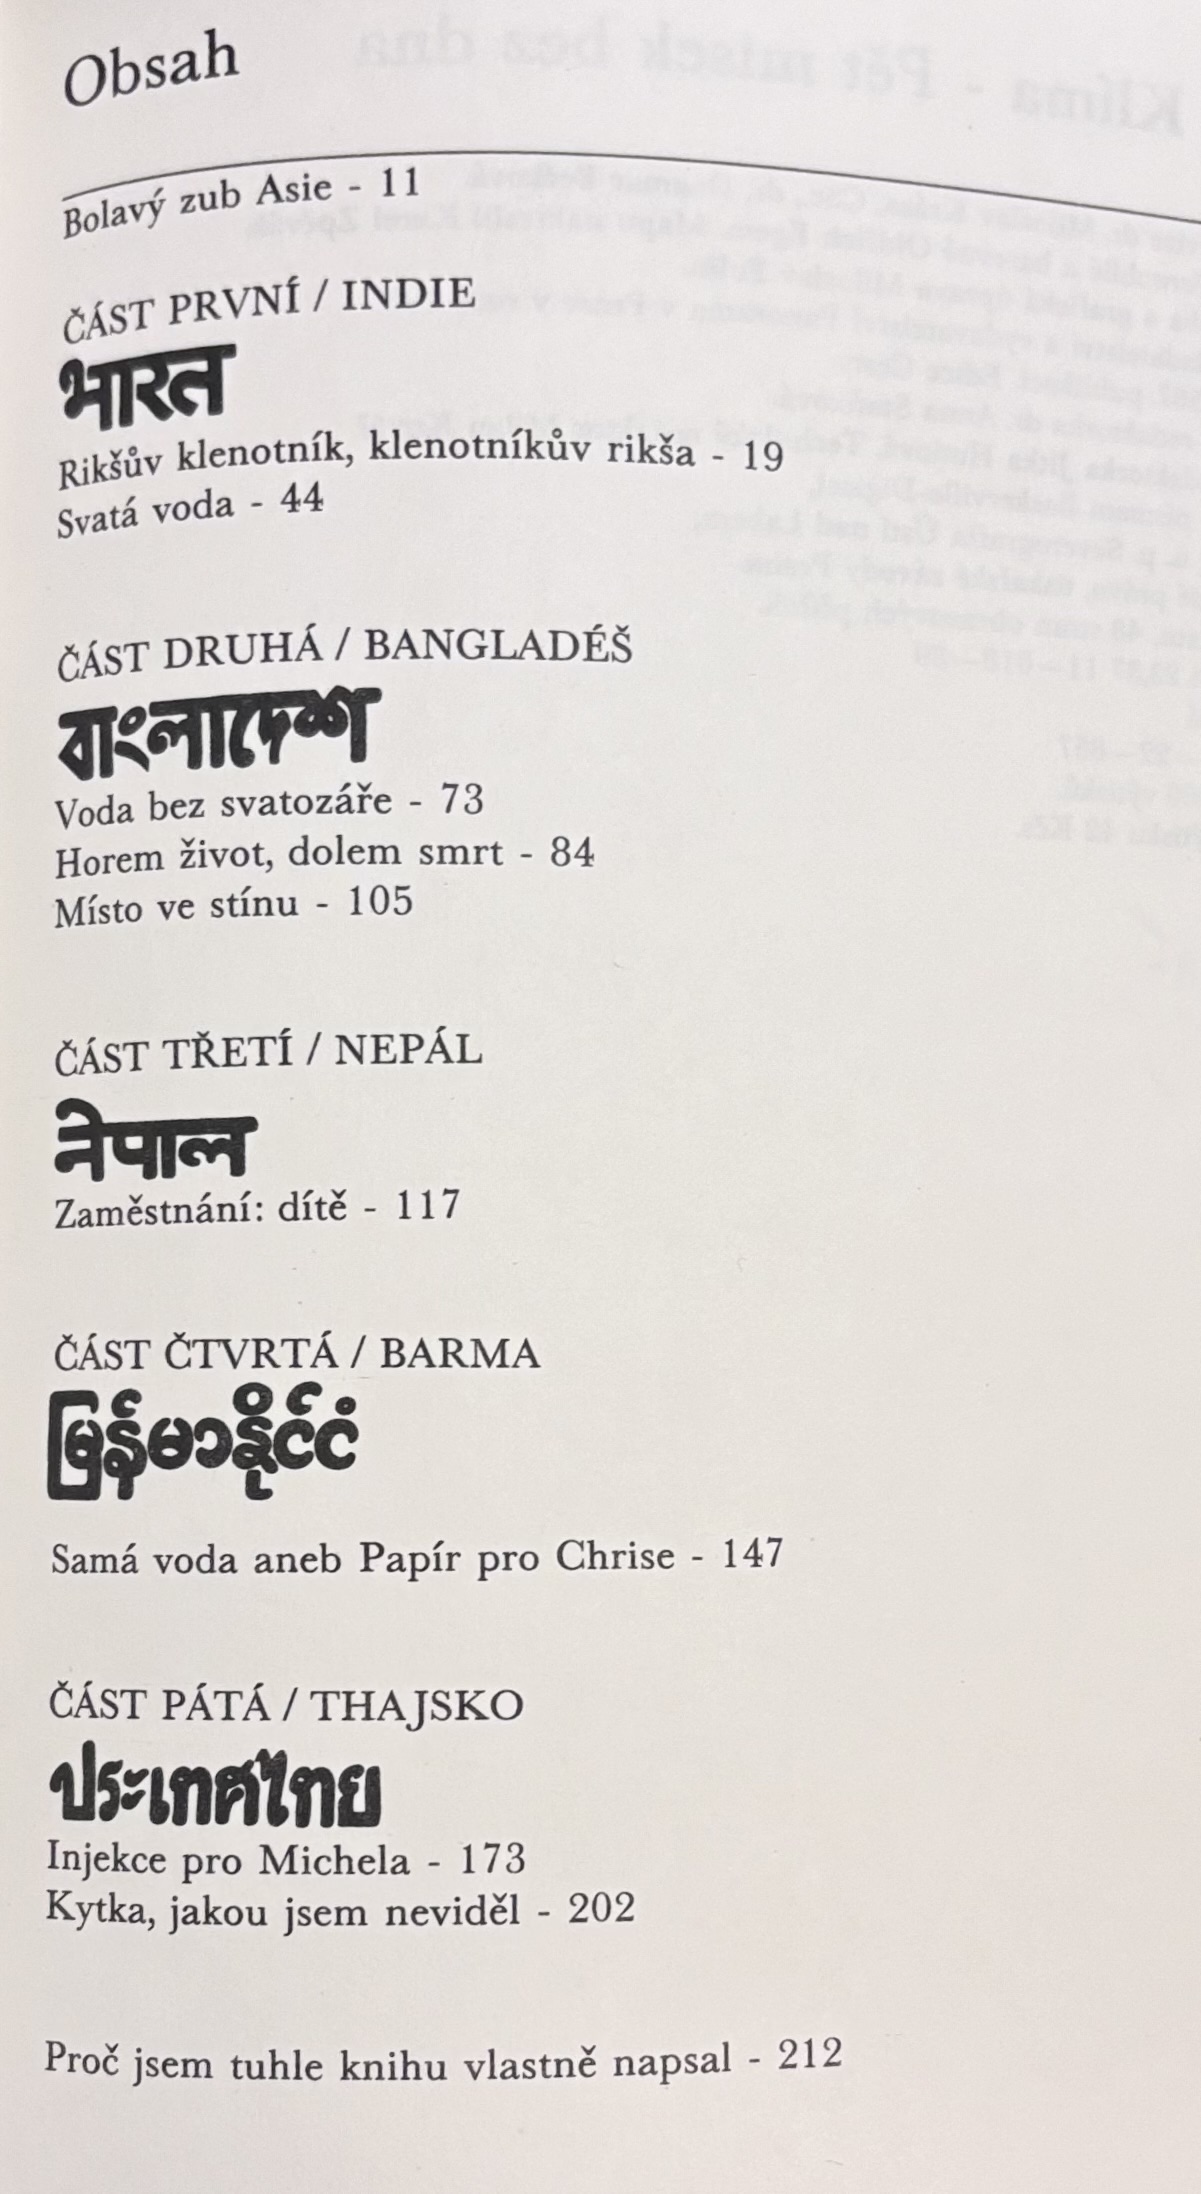 Obsah
Bolavý zub Asie - 11
ČÁST PRVNÍ / INDIE
भारत
Rikšův klenotník, klenotníkův rikša - 19
Svatá voda - 44
ČÁST DRUHÁ / BANGLADÉŠ
বাংলাদেশ
Voda bez svatozáře - 73
Horem život, dolem smrt - 84
Místo ve stínu - 105
ČÁST TŘETÍ / NEPÁL
नेपाल
Zaměstnání: dítě - 117
ČÁST ČTVRTÁ / BARMA
မြန်မာနိုင်ငံ
Samá voda aneb Papír pro Chrise - 147
ČÁST PÁTÁ / THAJSKO
ประเทศไทย
Injekce pro Michela - 173
Kytka, jakou jsem neviděl - 202
Proč jsem tuhle knihu vlastně napsal - 212